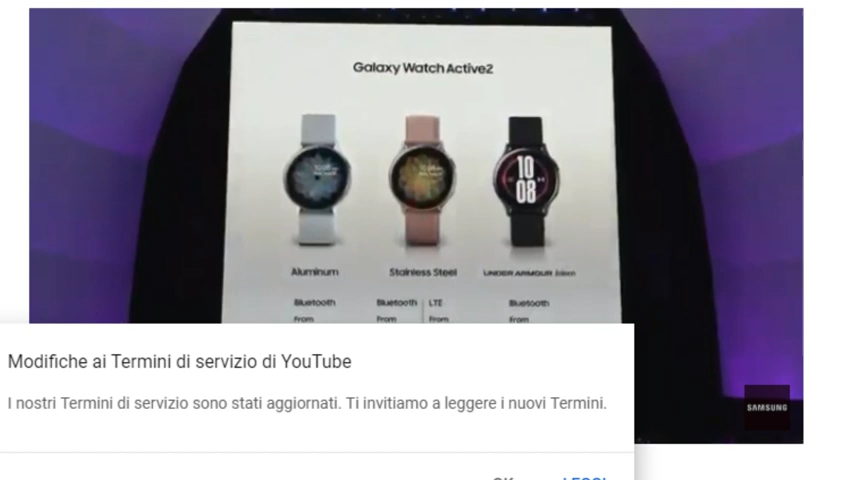 Galaxy Watch Active2
10
08
Aluminum Stainless Steel UNDER ARMOUR Edition
Bluetooth Bluetooth LTE Bluetooth
From From From From
Modifiche ai Termini di servizio di YouTube
I nostri Termini di servizio sono stati aggiornati. Ti invitiamo a leggere i nuovi Termini.
SAMSUNG
OK LEGGI